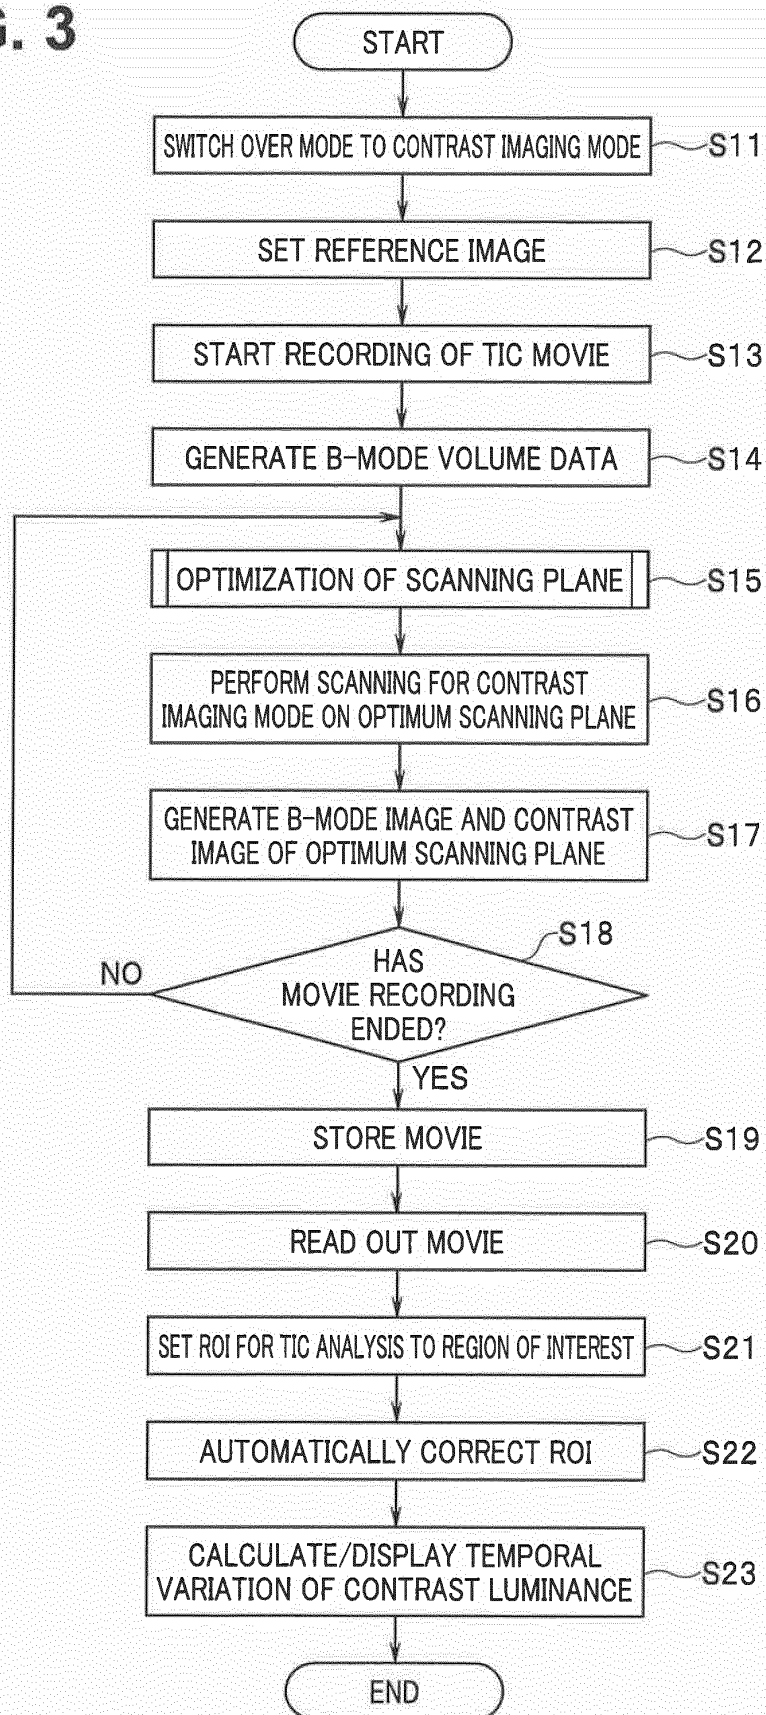 G. 3
START
SWITCH OVER MODE TO CONTRAST IMAGING MODE
S11
SET REFERENCE IMAGE
S12
START RECORDING OF TIC MOVIE
S13
GENERATE B-MODE VOLUME DATA
S14
OPTIMIZATION OF SCANNING PLANE
S15
PERFORM SCANNING FOR CONTRAST
IMAGING MODE ON OPTIMUM SCANNING PLANE
S16
GENERATE B-MODE IMAGE AND CONTRAST
IMAGE OF OPTIMUM SCANNING PLANE
S17
S18
HAS
MOVIE RECORDING
ENDED?
NO
YES
STORE MOVIE
S19
READ OUT MOVIE
S20
SET ROI FOR TIC ANALYSIS TO REGION OF INTEREST
S21
AUTOMATICALLY CORRECT ROI
S22
CALCULATE/DISPLAY TEMPORAL
VARIATION OF CONTRAST LUMINANCE
S23
END